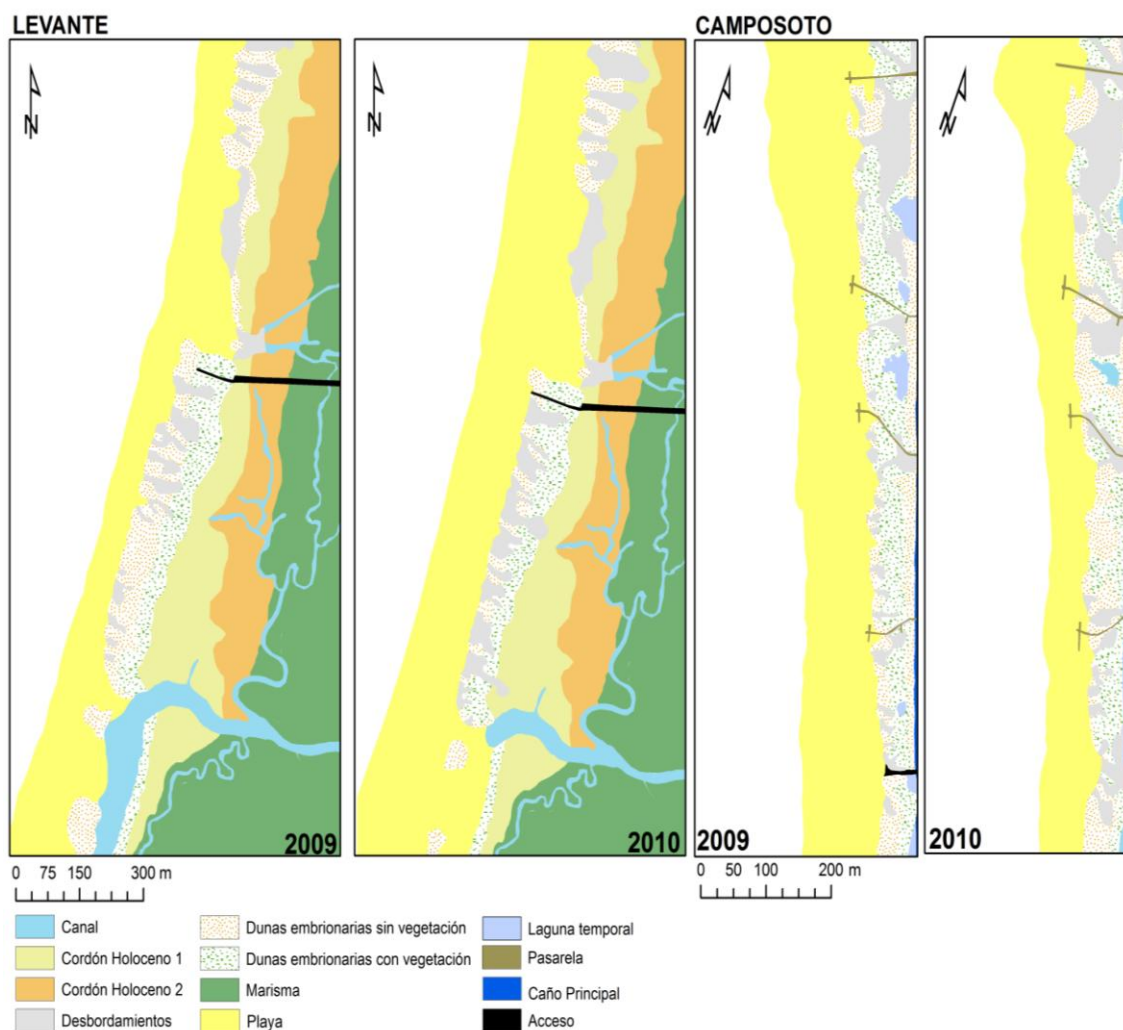 LEVANTE
CAMPOSOTO
N
N
N
N
2009
2010
2009
2010
0 75 150 300 m
0 50 100 200 m
Canal
Cordón Holoceno 1
Cordón Holoceno 2
Desbordamientos
Dunas embrionarias sin vegetación
Dunas embrionarias con vegetación
Marisma
Playa
Laguna temporal
Pasarela
Caño Principal
Acceso